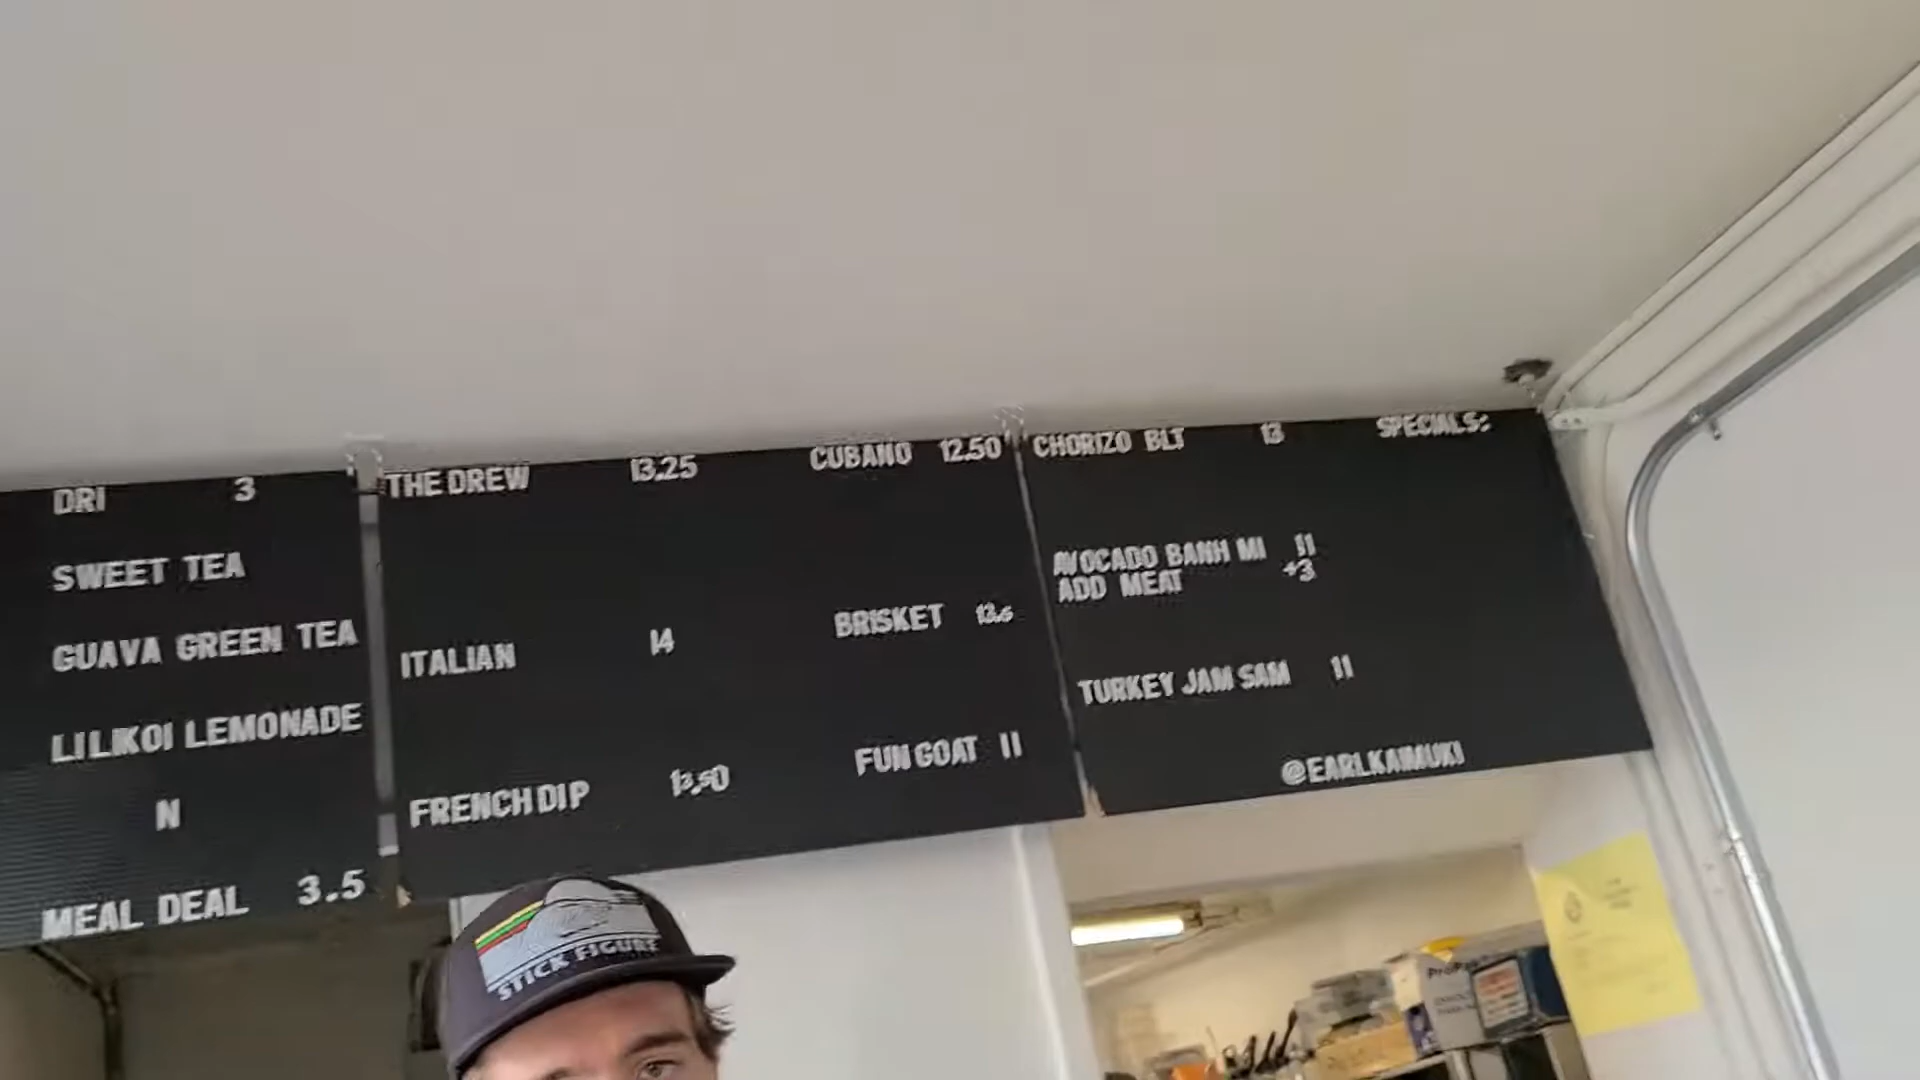 DRI 3
SWEET TEA
GUAVA GREEN TEA
LILIKOI LEMONADE
N
MEAL DEAL 3.5
THE DREW 13.25
ITALIAN 14
FRENCH DIP 13.50
CUBANO 12.50
BRISKET 13.5
FUN GOAT 11
CHORIZO BLT 13
AVOCADO BANH MI 11
ADD MEAT +3
TURKEY JAM SAM 11
SPECIALS:
@EARLKAIMUKI
STICK FIGURE